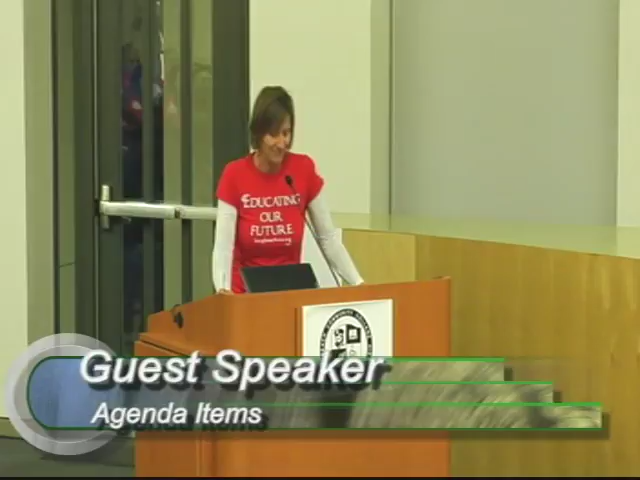 EDUCATING
OUR
FUTURE
Guest Speaker
Agenda Items